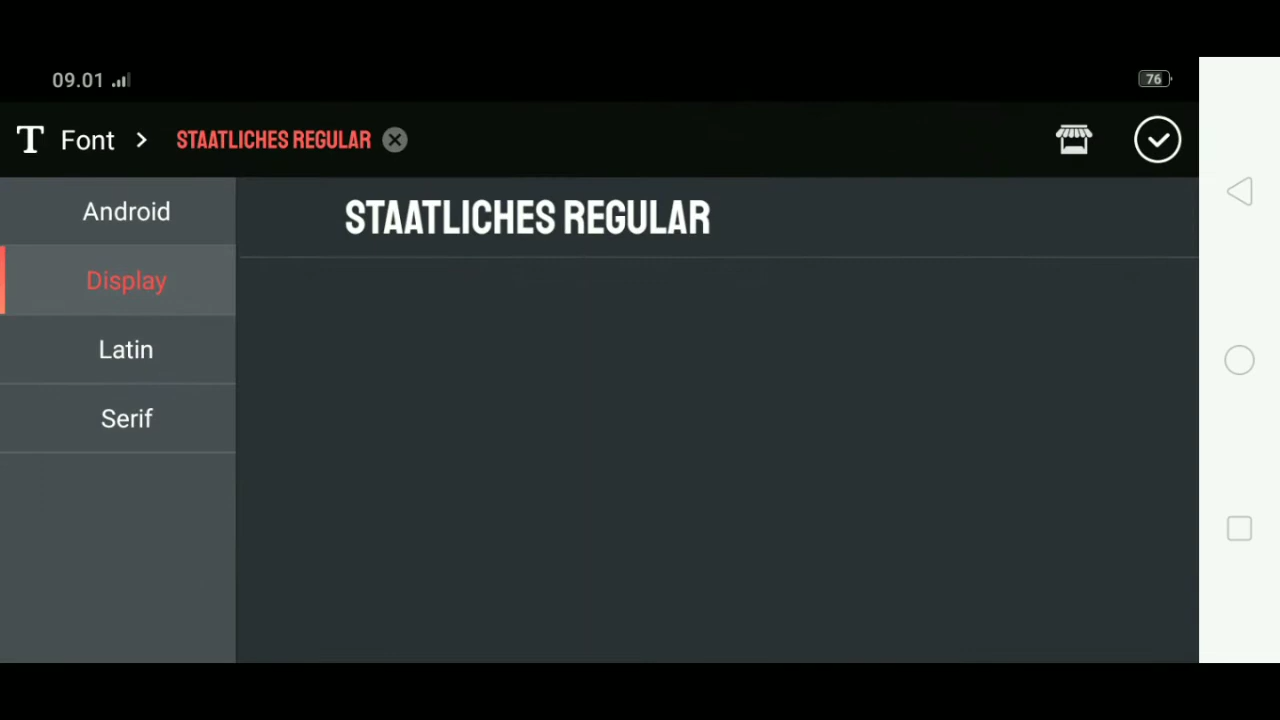 09.01
76
T Font > STAATLICHES REGULAR
Android
STAATLICHES REGULAR
Display
Latin
Serif